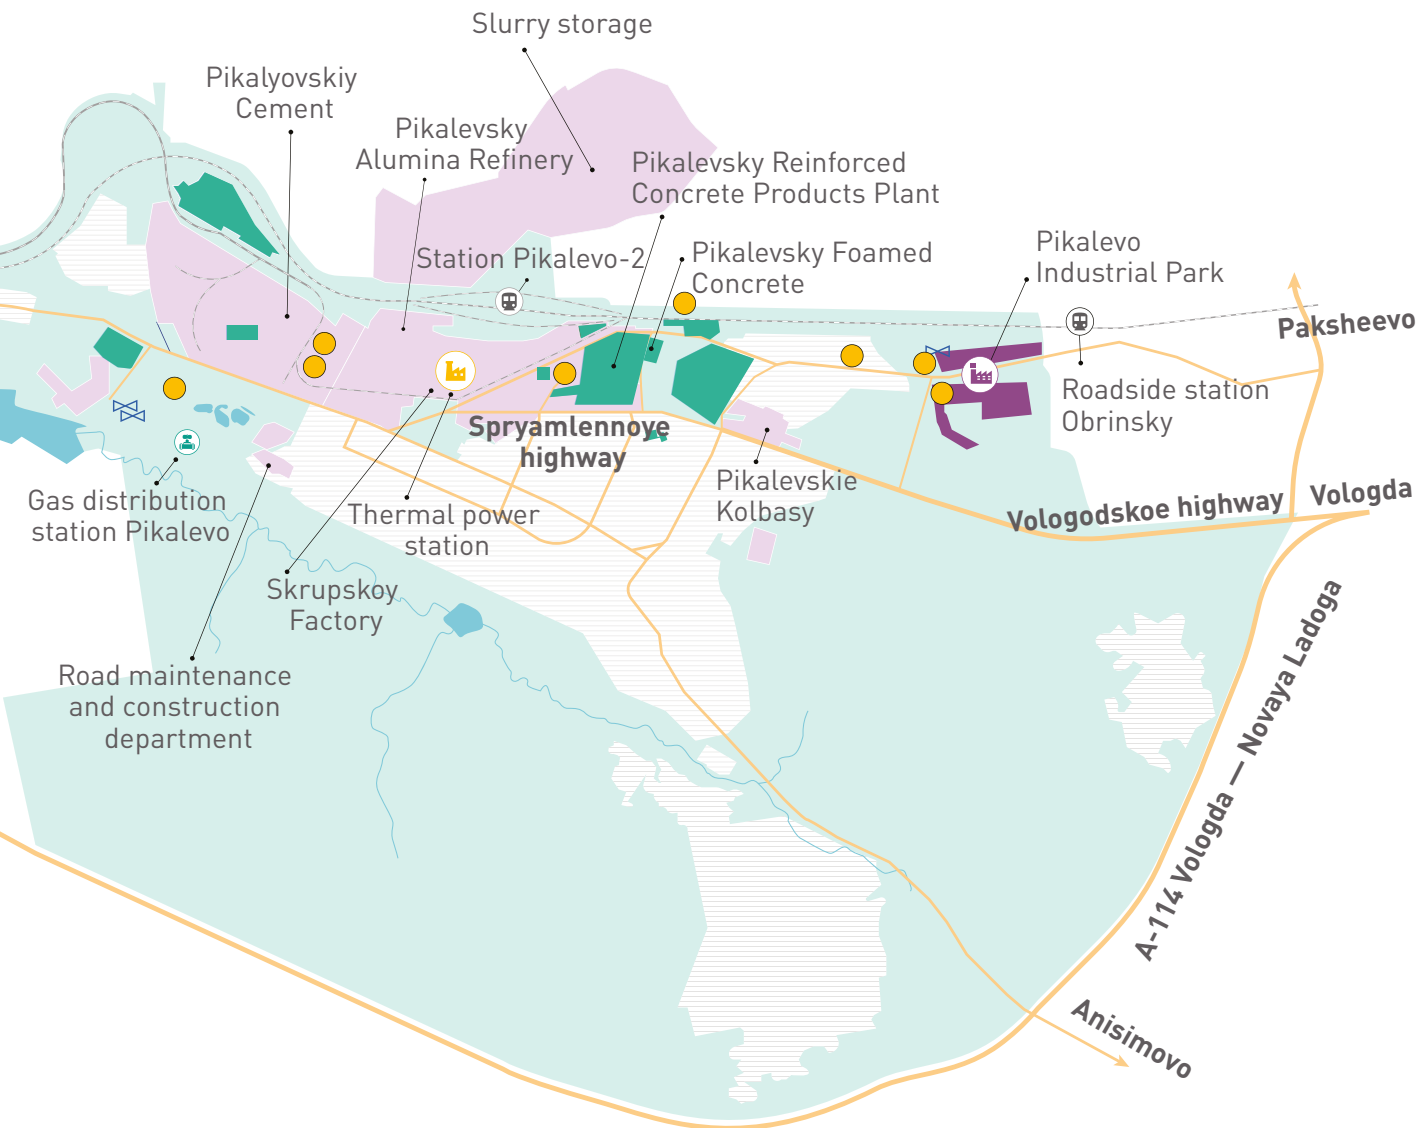 Slurry storage
Pikalyovskiy
Cement
Pikalevsky
Alumina Refinery
Pikalevsky Reinforced
Concrete Products Plant
Station Pikalevo-2
Pikalevsky Foamed
Concrete
Pikalevo
Industrial Park
Paksheevo
Roadside station
Obrinsky
Spryamlennoye
highway
Pikalevskie
Kolbasy
Vologodskoe highway
Vologda
Gas distribution
station Pikalevo
Thermal power
station
Skrupskoy
Factory
Road maintenance
and construction
department
A-114 Vologda — Novaya Ladoga
Anisimovo